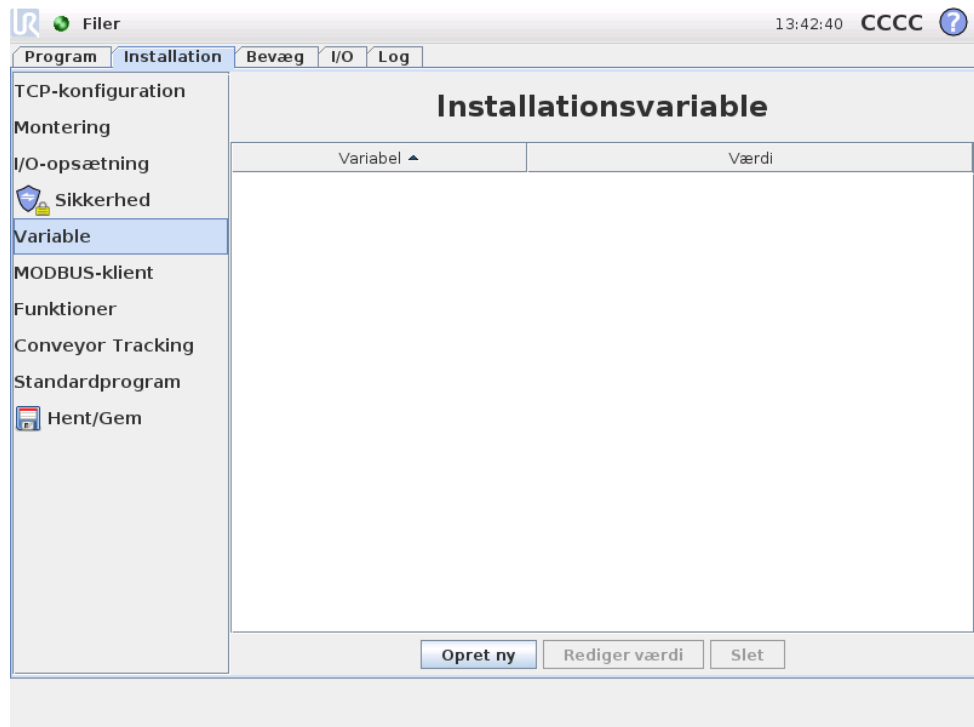 UR Filer 13:42:40 CCCC ?
Program Installation Bevæg I/O Log
TCP-konfiguration
Montering
I/O-opsætning
Sikkerhed
Variable
MODBUS-klient
Funktioner
Conveyor Tracking
Standardprogram
Hent/Gem
Installationsvariable
Variabel Værdi
Opret ny Rediger værdi Slet